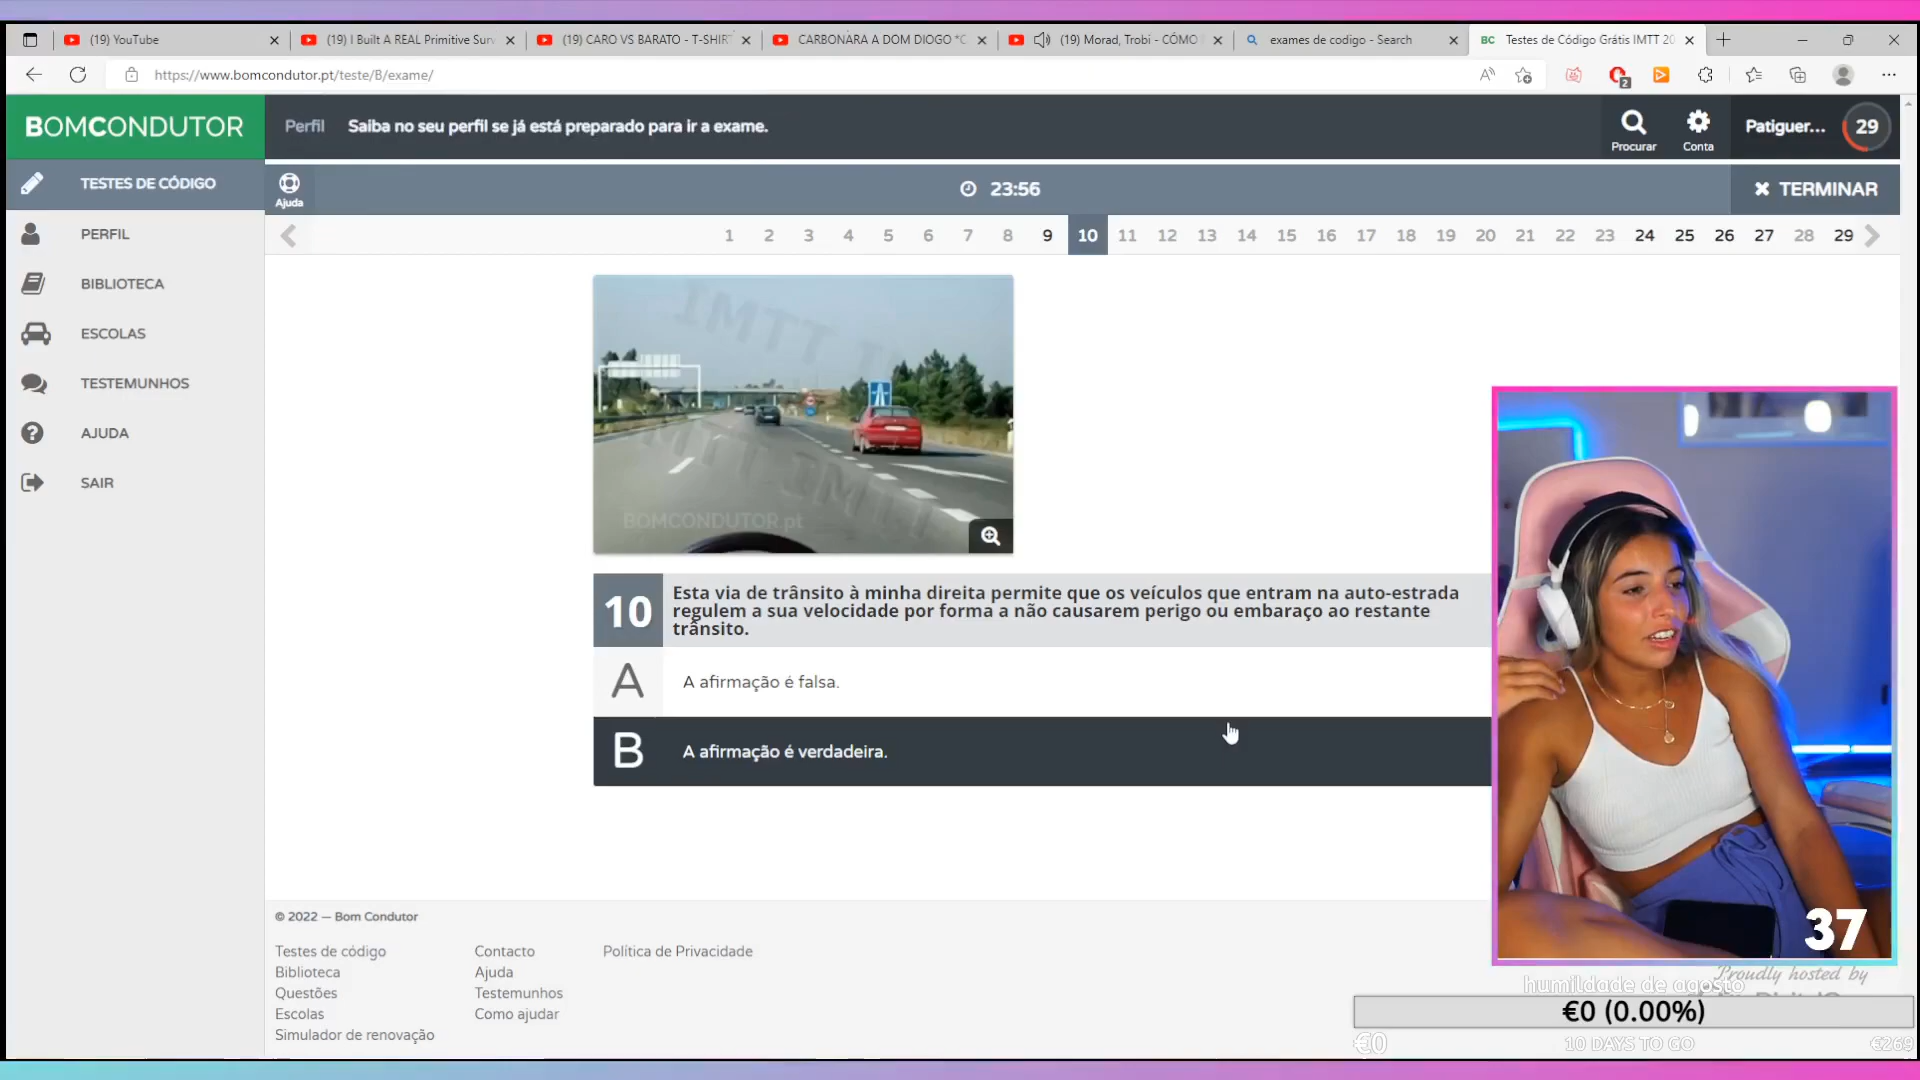 (19) YouTube
(19) I Built A REAL Primitive Surv
(19) CARO VS BARATO - T-SHIRT
CARBONARA A DOM DIOGO *C
(19) Morad, Trobi - CÓMO
exames de codigo - Search
BC Testes de Código Grátis IMTT 20
https://www.bomcondutor.pt/teste/B/exame/
2
BOMCONDUTOR
Perfil Saiba no seu perfil se já está preparado para ir a exame.
Procurar
Conta
Patiguer... 29
TESTES DE CÓDIGO
PERFIL
BIBLIOTECA
ESCOLAS
TESTEMUNHOS
AJUDA
SAIR
Ajuda
23:56
TERMINAR
1 2 3 4 5 6 7 8 9 10 11 12 13 14 15 16 17 18 19 20 21 22 23 24 25 26 27 28 29
IMTT
IMTT IMTT
BOMCONDUTOR.pt
10 Esta via de trânsito à minha direita permite que os veículos que entram na auto-estrada
regulem a sua velocidade por forma a não causarem perigo ou embaraço ao restante
trânsito.
A A afirmação é falsa.
B A afirmação é verdadeira.
© 2022 — Bom Condutor
Testes de código
Biblioteca
Questões
Escolas
Simulador de renovação
Contacto
Ajuda
Testemunhos
Como ajudar
Política de Privacidade
37
Proudly hosted by
humildade de agosto
€0 (0.00%)
€0 10 DAYS TO GO €269